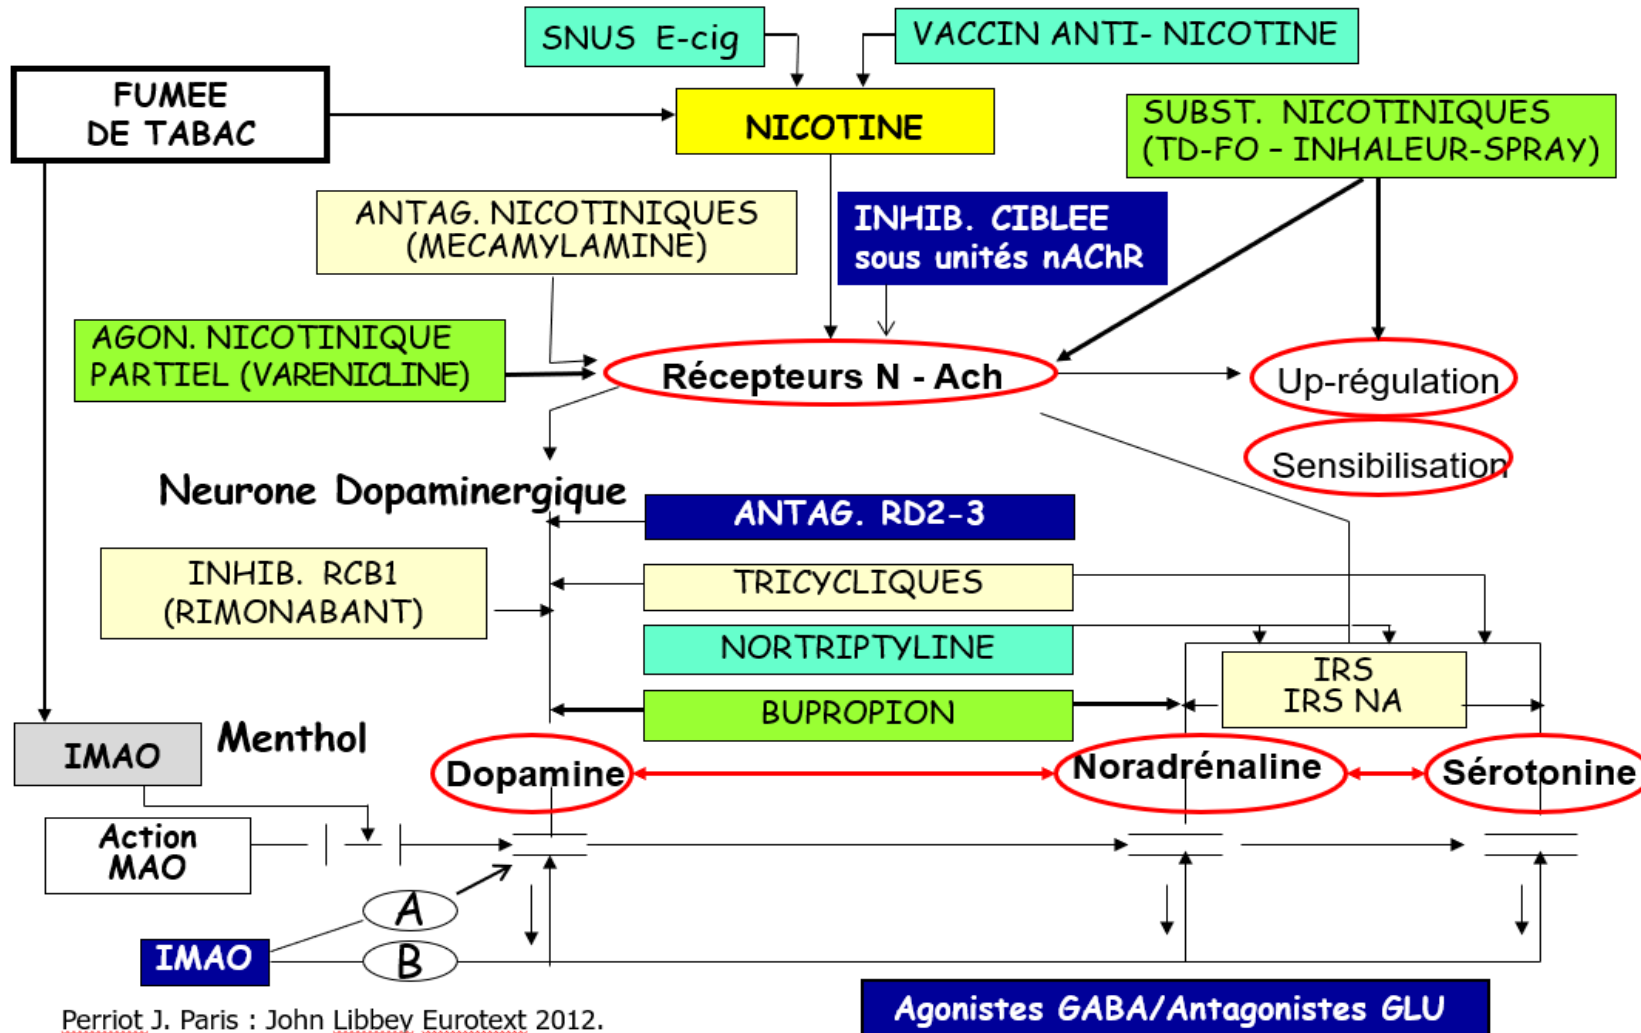 SNUS E-cig
VACCIN ANTI- NICOTINE
FUMEE
DE TABAC
NICOTINE
SUBST. NICOTINIQUES
(TD-FO – INHALEUR-SPRAY)
ANTAG. NICOTINIQUES
(MECAMYLAMINE)
INHIB. CIBLEE
sous unités nAChR
AGON. NICOTINIQUE
PARTIEL (VARENICLINE)
Récepteurs N - Ach
Up-régulation
Sensibilisation
Neurone Dopaminergique
ANTAG. RD2-3
INHIB. RCB1
(RIMONABANT)
TRICYCLIQUES
NORTRIPTYLINE
IRS
IRS NA
BUPROPION
IMAO
Menthol
Dopamine
Noradrénaline
Sérotonine
Action
MAO
A
IMAO
B
Agonistes GABA/Antagonistes GLU
Perriot J. Paris : John Libbey Eurotext 2012.